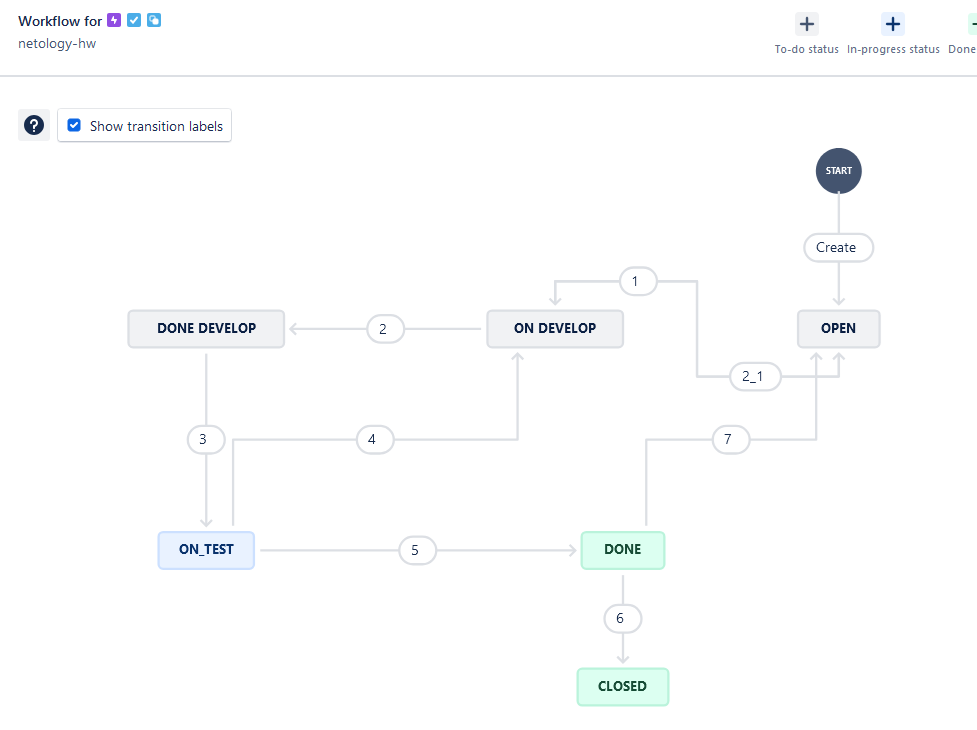 Workflow for
netology-hw
To-do status
In-progress status
Done
Show transition labels
START
Create
1
DONE DEVELOP
2
ON DEVELOP
OPEN
2_1
3
4
7
ON_TEST
5
DONE
6
CLOSED